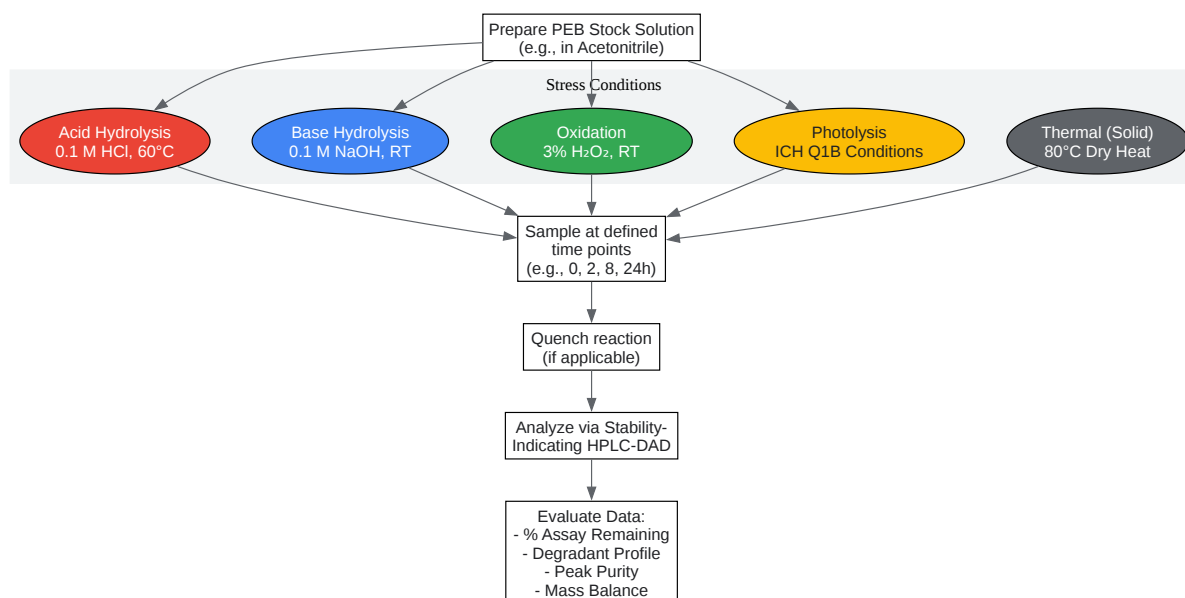 Prepare PEB Stock Solution
(e.g., in Acetonitrile)
Stress Conditions
Acid Hydrolysis
0.1 M HCl, 60°C
Base Hydrolysis
0.1 M NaOH, RT
Oxidation
3% H₂O₂, RT
Photolysis
ICH Q1B Conditions
Thermal (Solid)
80°C Dry Heat
Sample at defined
time points
(e.g., 0, 2, 8, 24h)
Quench reaction
(if applicable)
Analyze via Stability-
Indicating HPLC-DAD
Evaluate Data:
- % Assay Remaining
- Degradant Profile
- Peak Purity
- Mass Balance